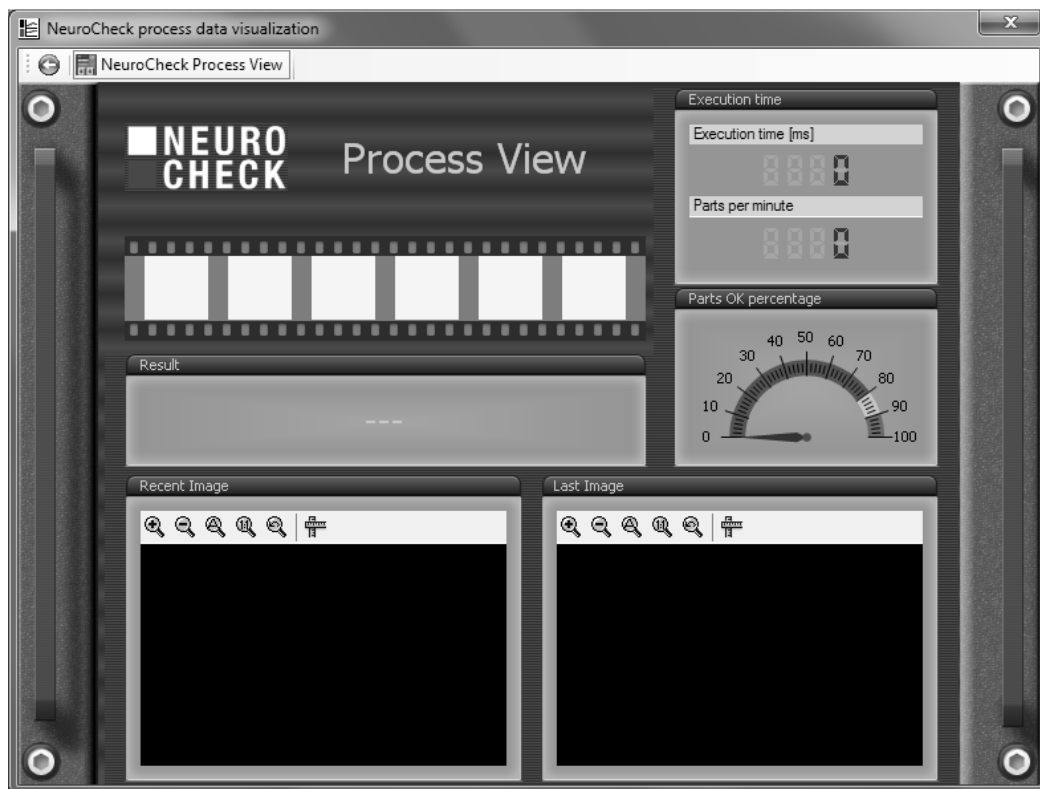 NeuroCheck process data visualization
NeuroCheck Process View
NEURO
CHECK
Process View
Execution time
Execution time [ms]
0
Parts per minute
0
Parts OK percentage
0
10
20
30
40
50
60
70
80
90
100
Result
---
Recent Image
Last Image